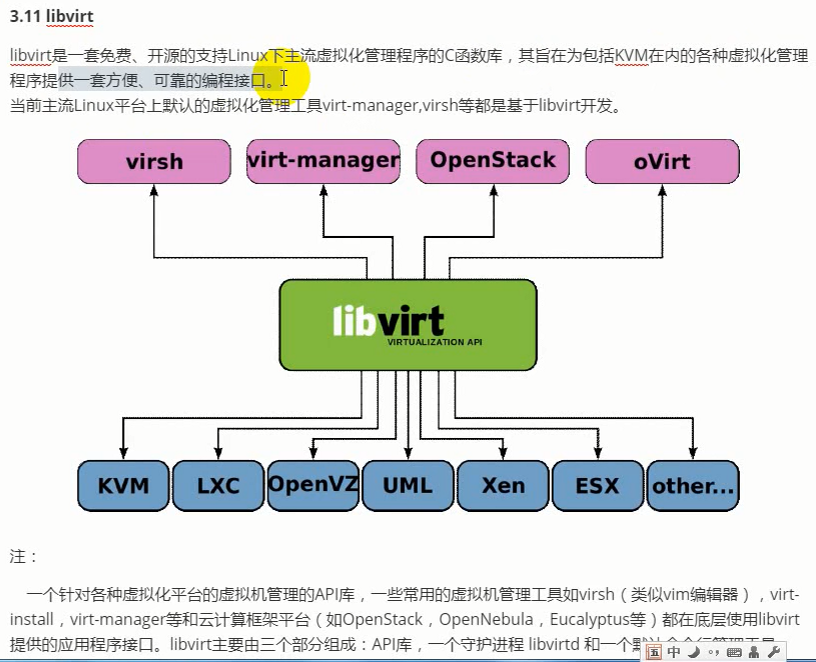 3.11 libvirt
libvirt是一套免费、开源的支持Linux下主流虚拟化管理程序的C函数库，其旨在为包括KVM在内的各种虚拟化管理
程序提供一套方便、可靠的编程接口。
当前主流Linux平台上默认的虚拟化管理工具virt-manager,virsh等都是基于libvirt开发。
virsh
virt-manager
OpenStack
oVirt
libvirt
VIRTUALIZATION API
KVM
LXC
OpenVZ
UML
Xen
ESX
other...
注：
一个针对各种虚拟化平台的虚拟机管理的API库，一些常用的虚拟机管理工具如virsh（类似vim编辑器），virt-
install，virt-manager等和云计算框架平台（如OpenStack，OpenNebula，Eucalyptus等）都在底层使用libvirt
提供的应用程序接口。libvirt主要由三个部分组成：API库，一个守护进程 libvirtd 和一个
五 中